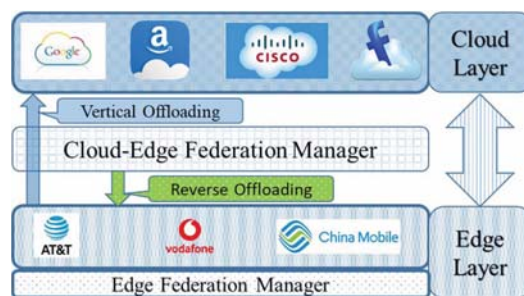 Google
a
CISCO
f
Cloud
Layer
Vertical Offloading
Cloud-Edge Federation Manager
Reverse Offloading
AT&T
vodafone
China Mobile
Edge
Layer
Edge Federation Manager